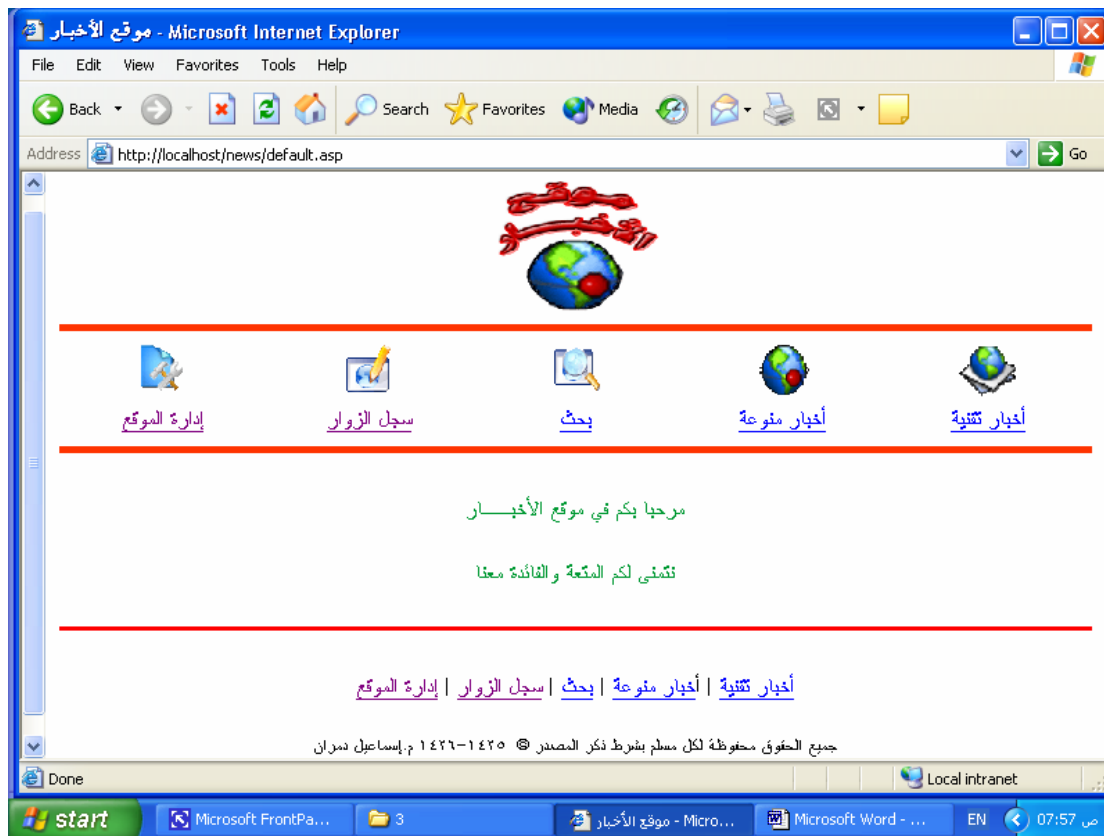 موقع الأخبار - Microsoft Internet Explorer
File Edit View Favorites Tools Help
Back Search Favorites Media
Address http://localhost/news/default.asp Go
موقع
الأخبــار
أخبار تقنية أخبار منوعة بحث سجل الزوار إدارة الموقع
مرحبا بكم في موقع الأخبـــــار
نتمنى لكم المتعة والفائدة معنا
أخبار تقنية | أخبار منوعة | بحث | سجل الزوار | إدارة الموقع
جميع الحقوق محفوظة لكل مسلم بشرط ذكر المصدر © ١٤٢٥-١٤٢٦ م.إسماعيل نمران
Done Local intranet
start Microsoft FrontPa... 3 موقع الأخبار - Micro... Microsoft Word - ... EN 07:57 ص